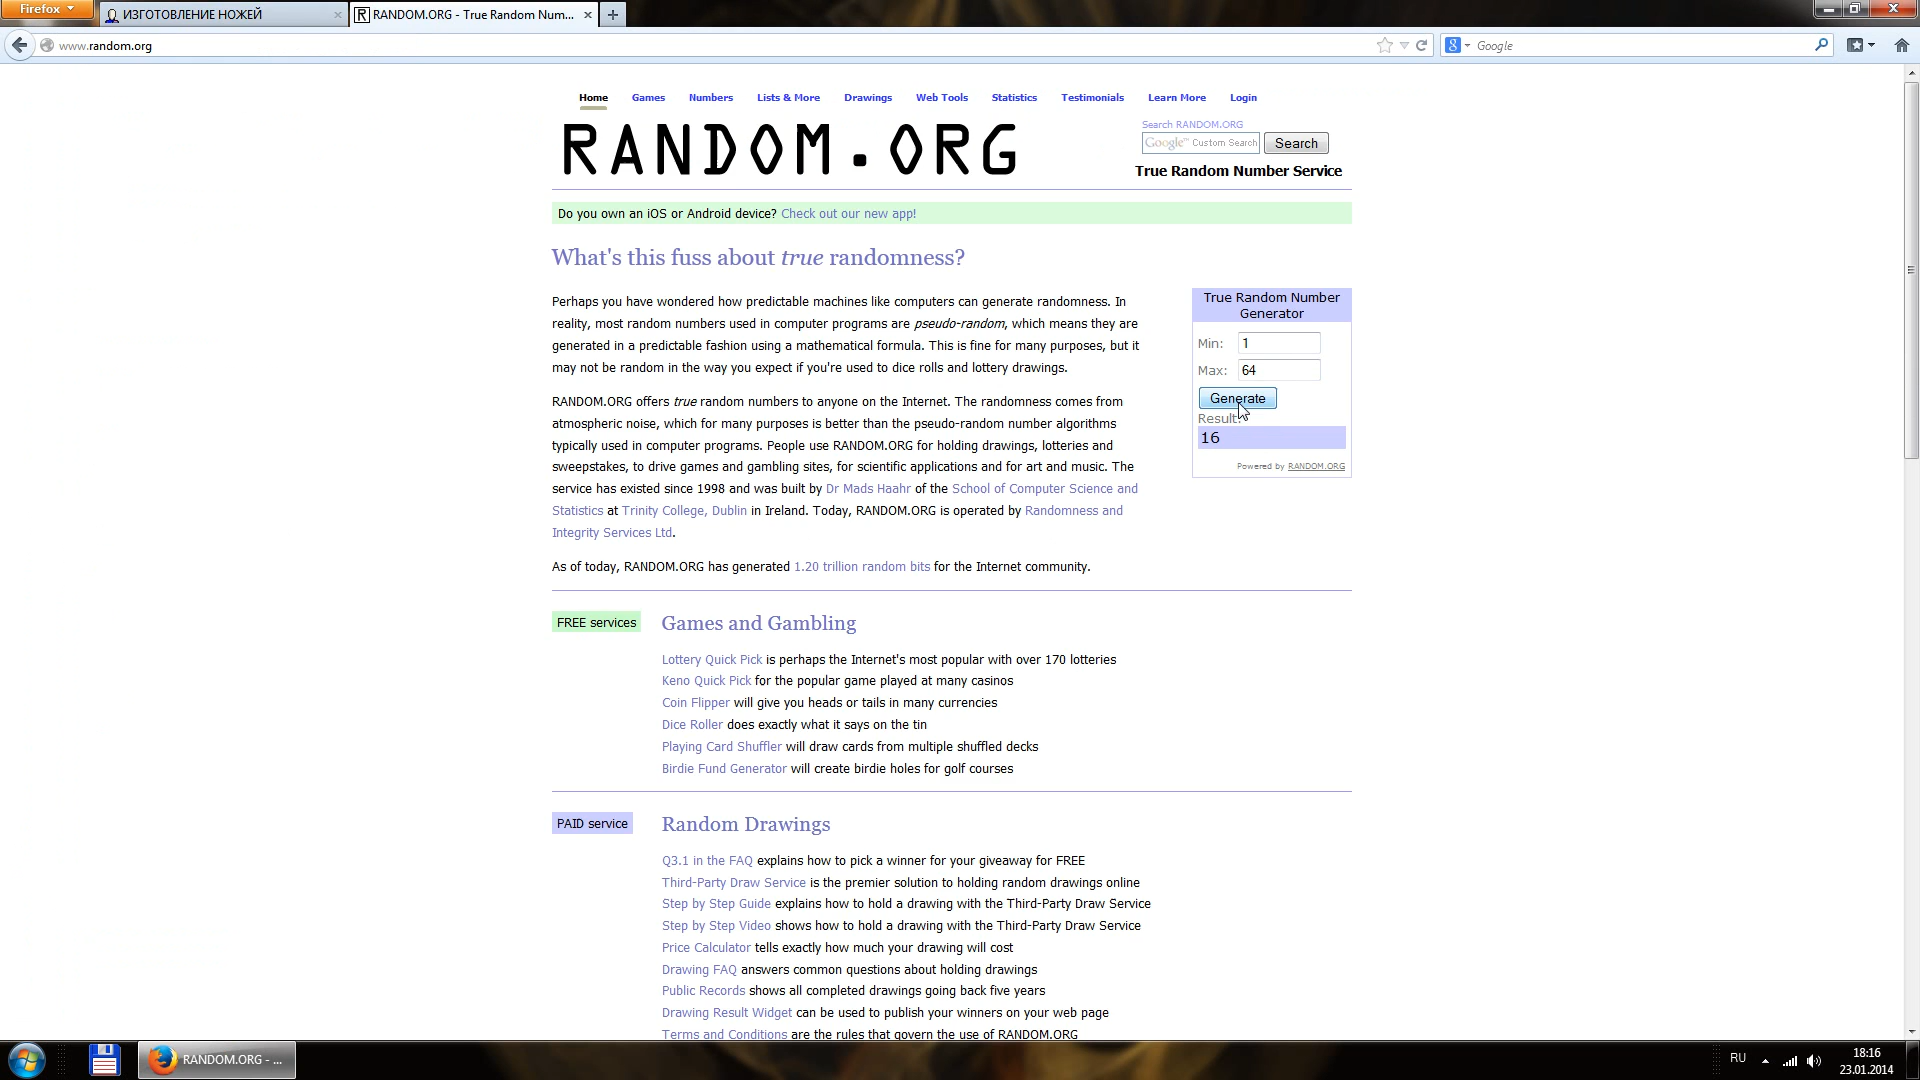 Firefox
ИЗГОТОВЛЕНИЕ НОЖЕЙ
RANDOM.ORG - True Random Num...
www.random.org
Google
Home Games Numbers Lists & More Drawings Web Tools Statistics Testimonials Learn More Login
RANDOM.ORG
Search RANDOM.ORG
Google™ Custom Search
Search
True Random Number Service
Do you own an iOS or Android device? Check out our new app!
What's this fuss about true randomness?
Perhaps you have wondered how predictable machines like computers can generate randomness. In
reality, most random numbers used in computer programs are pseudo-random, which means they are
generated in a predictable fashion using a mathematical formula. This is fine for many purposes, but it
may not be random in the way you expect if you're used to dice rolls and lottery drawings.
RANDOM.ORG offers true random numbers to anyone on the Internet. The randomness comes from
atmospheric noise, which for many purposes is better than the pseudo-random number algorithms
typically used in computer programs. People use RANDOM.ORG for holding drawings, lotteries and
sweepstakes, to drive games and gambling sites, for scientific applications and for art and music. The
service has existed since 1998 and was built by Dr Mads Haahr of the School of Computer Science and
Statistics at Trinity College, Dublin in Ireland. Today, RANDOM.ORG is operated by Randomness and
Integrity Services Ltd.
As of today, RANDOM.ORG has generated 1.20 trillion random bits for the Internet community.
True Random Number
Generator
Min: 1
Max: 64
Generate
Result:
16
Powered by RANDOM.ORG
FREE services
Games and Gambling
Lottery Quick Pick is perhaps the Internet's most popular with over 170 lotteries
Keno Quick Pick for the popular game played at many casinos
Coin Flipper will give you heads or tails in many currencies
Dice Roller does exactly what it says on the tin
Playing Card Shuffler will draw cards from multiple shuffled decks
Birdie Fund Generator will create birdie holes for golf courses
PAID service
Random Drawings
Q3.1 in the FAQ explains how to pick a winner for your giveaway for FREE
Third-Party Draw Service is the premier solution to holding random drawings online
Step by Step Guide explains how to hold a drawing with the Third-Party Draw Service
Step by Step Video shows how to hold a drawing with the Third-Party Draw Service
Price Calculator tells exactly how much your drawing will cost
Drawing FAQ answers common questions about holding drawings
Public Records shows all completed drawings going back five years
Drawing Result Widget can be used to publish your winners on your web page
Terms and Conditions are the rules that govern the use of RANDOM.ORG
RANDOM.ORG - ...
RU
18:16
23.01.2014